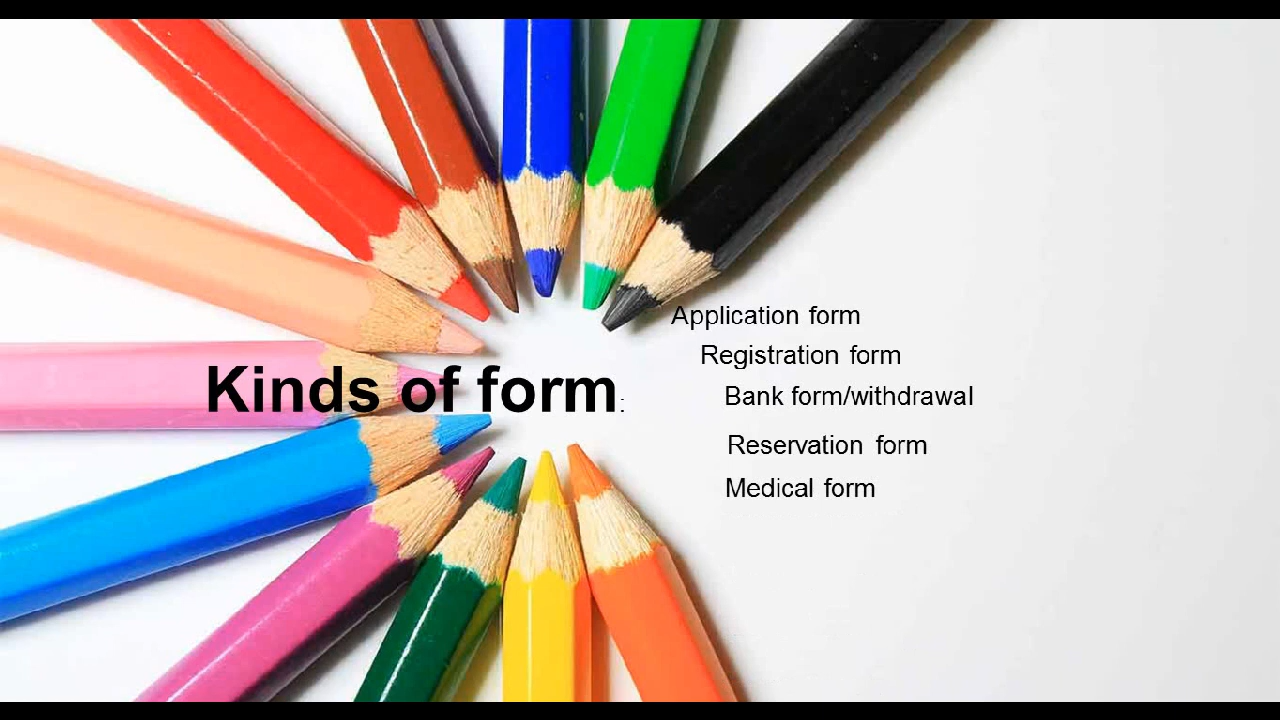 Kinds of form:
Application form
Registration form
Bank form/withdrawal
Reservation form
Medical form